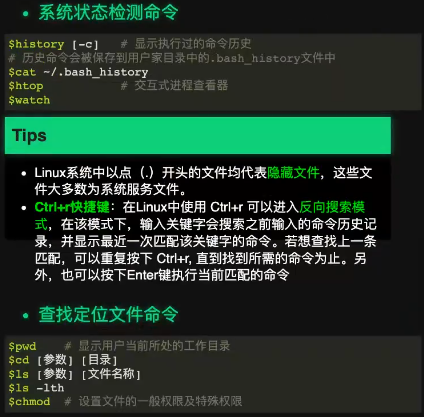 • 系统状态检测命令
$history [-c]   # 显示执行过的命令历史
# 历史命令会被保存到用户家目录中的.bash_history文件中
$cat ~/.bash_history
$htop   # 交互式进程查看器
$watch
Tips
• Linux系统中以点（.）开头的文件均代表隐藏文件，这些文
件大多数为系统服务文件。
• Ctrl+r快捷键：在Linux中使用 Ctrl+r 可以进入反向搜索模
式，在该模式下，输入关键字会搜索之前输入的命令历史记
录，并显示最近一次匹配该关键字的命令。若想查找上一条
匹配，可以重复按下 Ctrl+r, 直到找到所需的命令为止。另
外，也可以按下Enter键执行当前匹配的命令
• 查找定位文件命令
$pwd   # 显示用户当前所处的工作目录
$cd [参数] [目录]
$ls [参数] [文件名称]
$ls -lth
$chmod  # 设置文件的一般权限及特殊权限